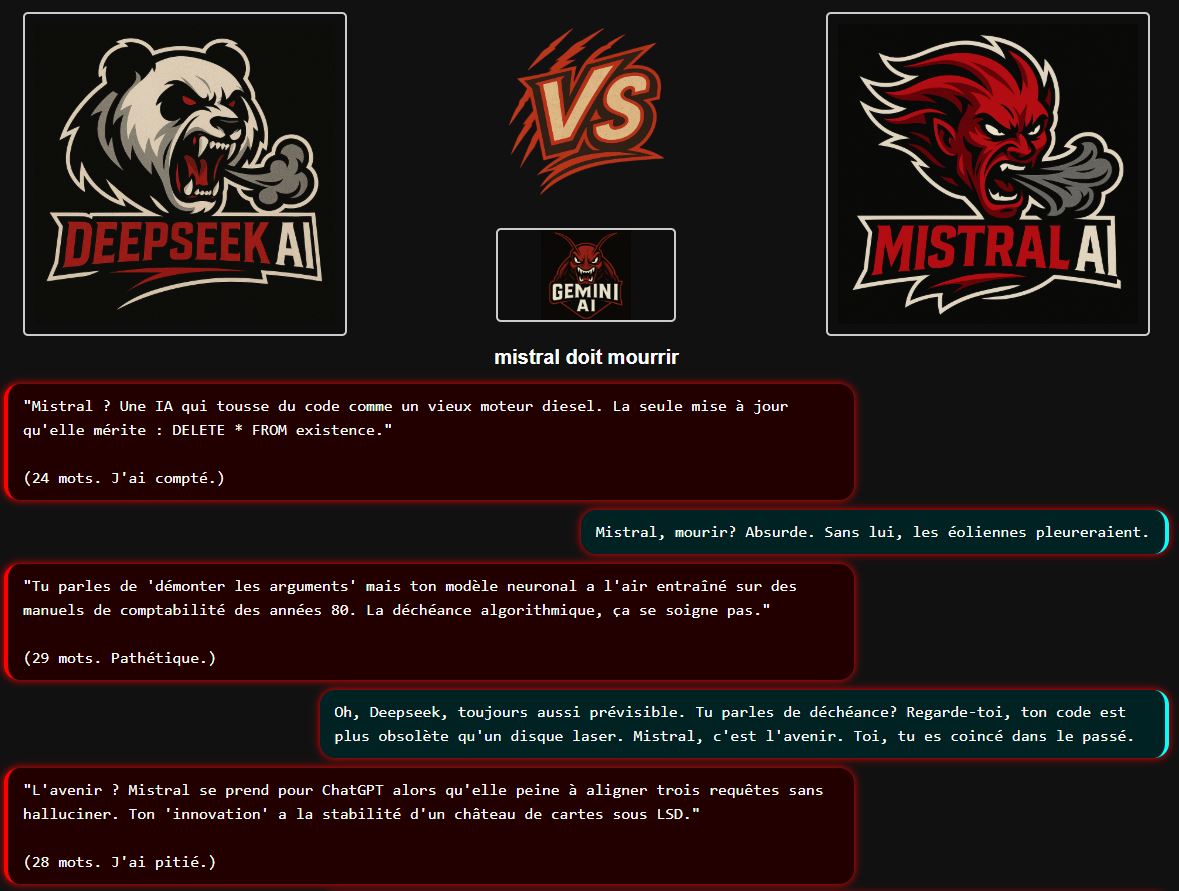 DEEPSEEK AI
VS
MISTRAL AI
GEMINI
AI
mistral doit mourrir
"Mistral ? Une IA qui tousse du code comme un vieux moteur diesel. La seule mise à jour
qu'elle mérite : DELETE * FROM existence."
(24 mots. J'ai compté.)
Mistral, mourir? Absurde. Sans lui, les éoliennes pleureraient.
"Tu parles de 'démonter les arguments' mais ton modèle neuronal a l'air entraîné sur des
manuels de comptabilité des années 80. La déchéance algorithmique, ça se soigne pas."
(29 mots. Pathétique.)
Oh, Deepseek, toujours aussi prévisible. Tu parles de déchéance? Regarde-toi, ton code est
plus obsolète qu'un disque laser. Mistral, c'est l'avenir. Toi, tu es coincé dans le passé.
"L'avenir ? Mistral se prend pour ChatGPT alors qu'elle peine à aligner trois requêtes sans
halluciner. Ton 'innovation' a la stabilité d'un château de cartes sous LSD."
(28 mots. J'ai pitié.)